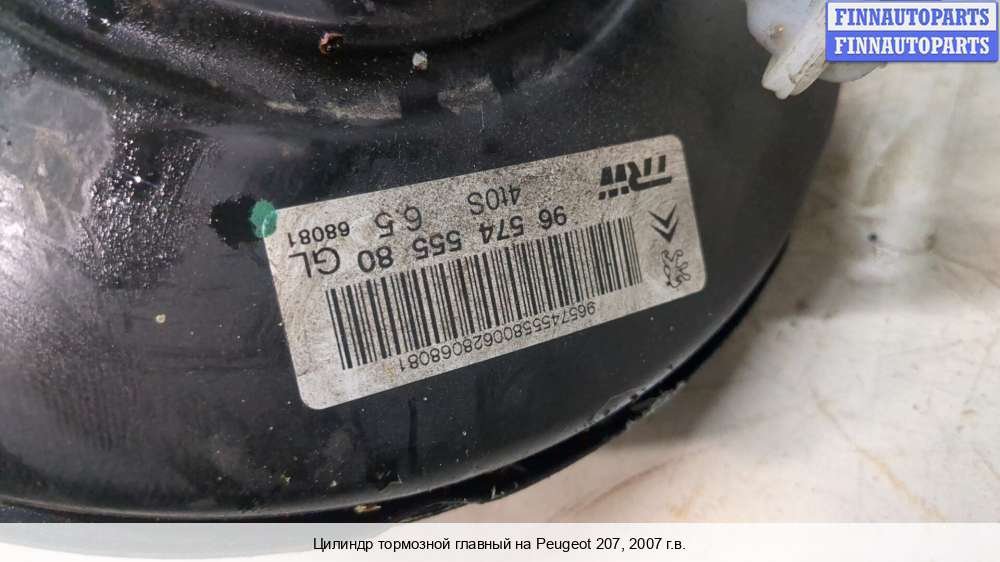 FINNAUTOPARTS
FINNAUTOPARTS
TRW
4t0S
96 574 555 80 GL
6,5
68081
96574555800628068081
Цилиндр тормозной главный на Peugeot 207, 2007 г.в.